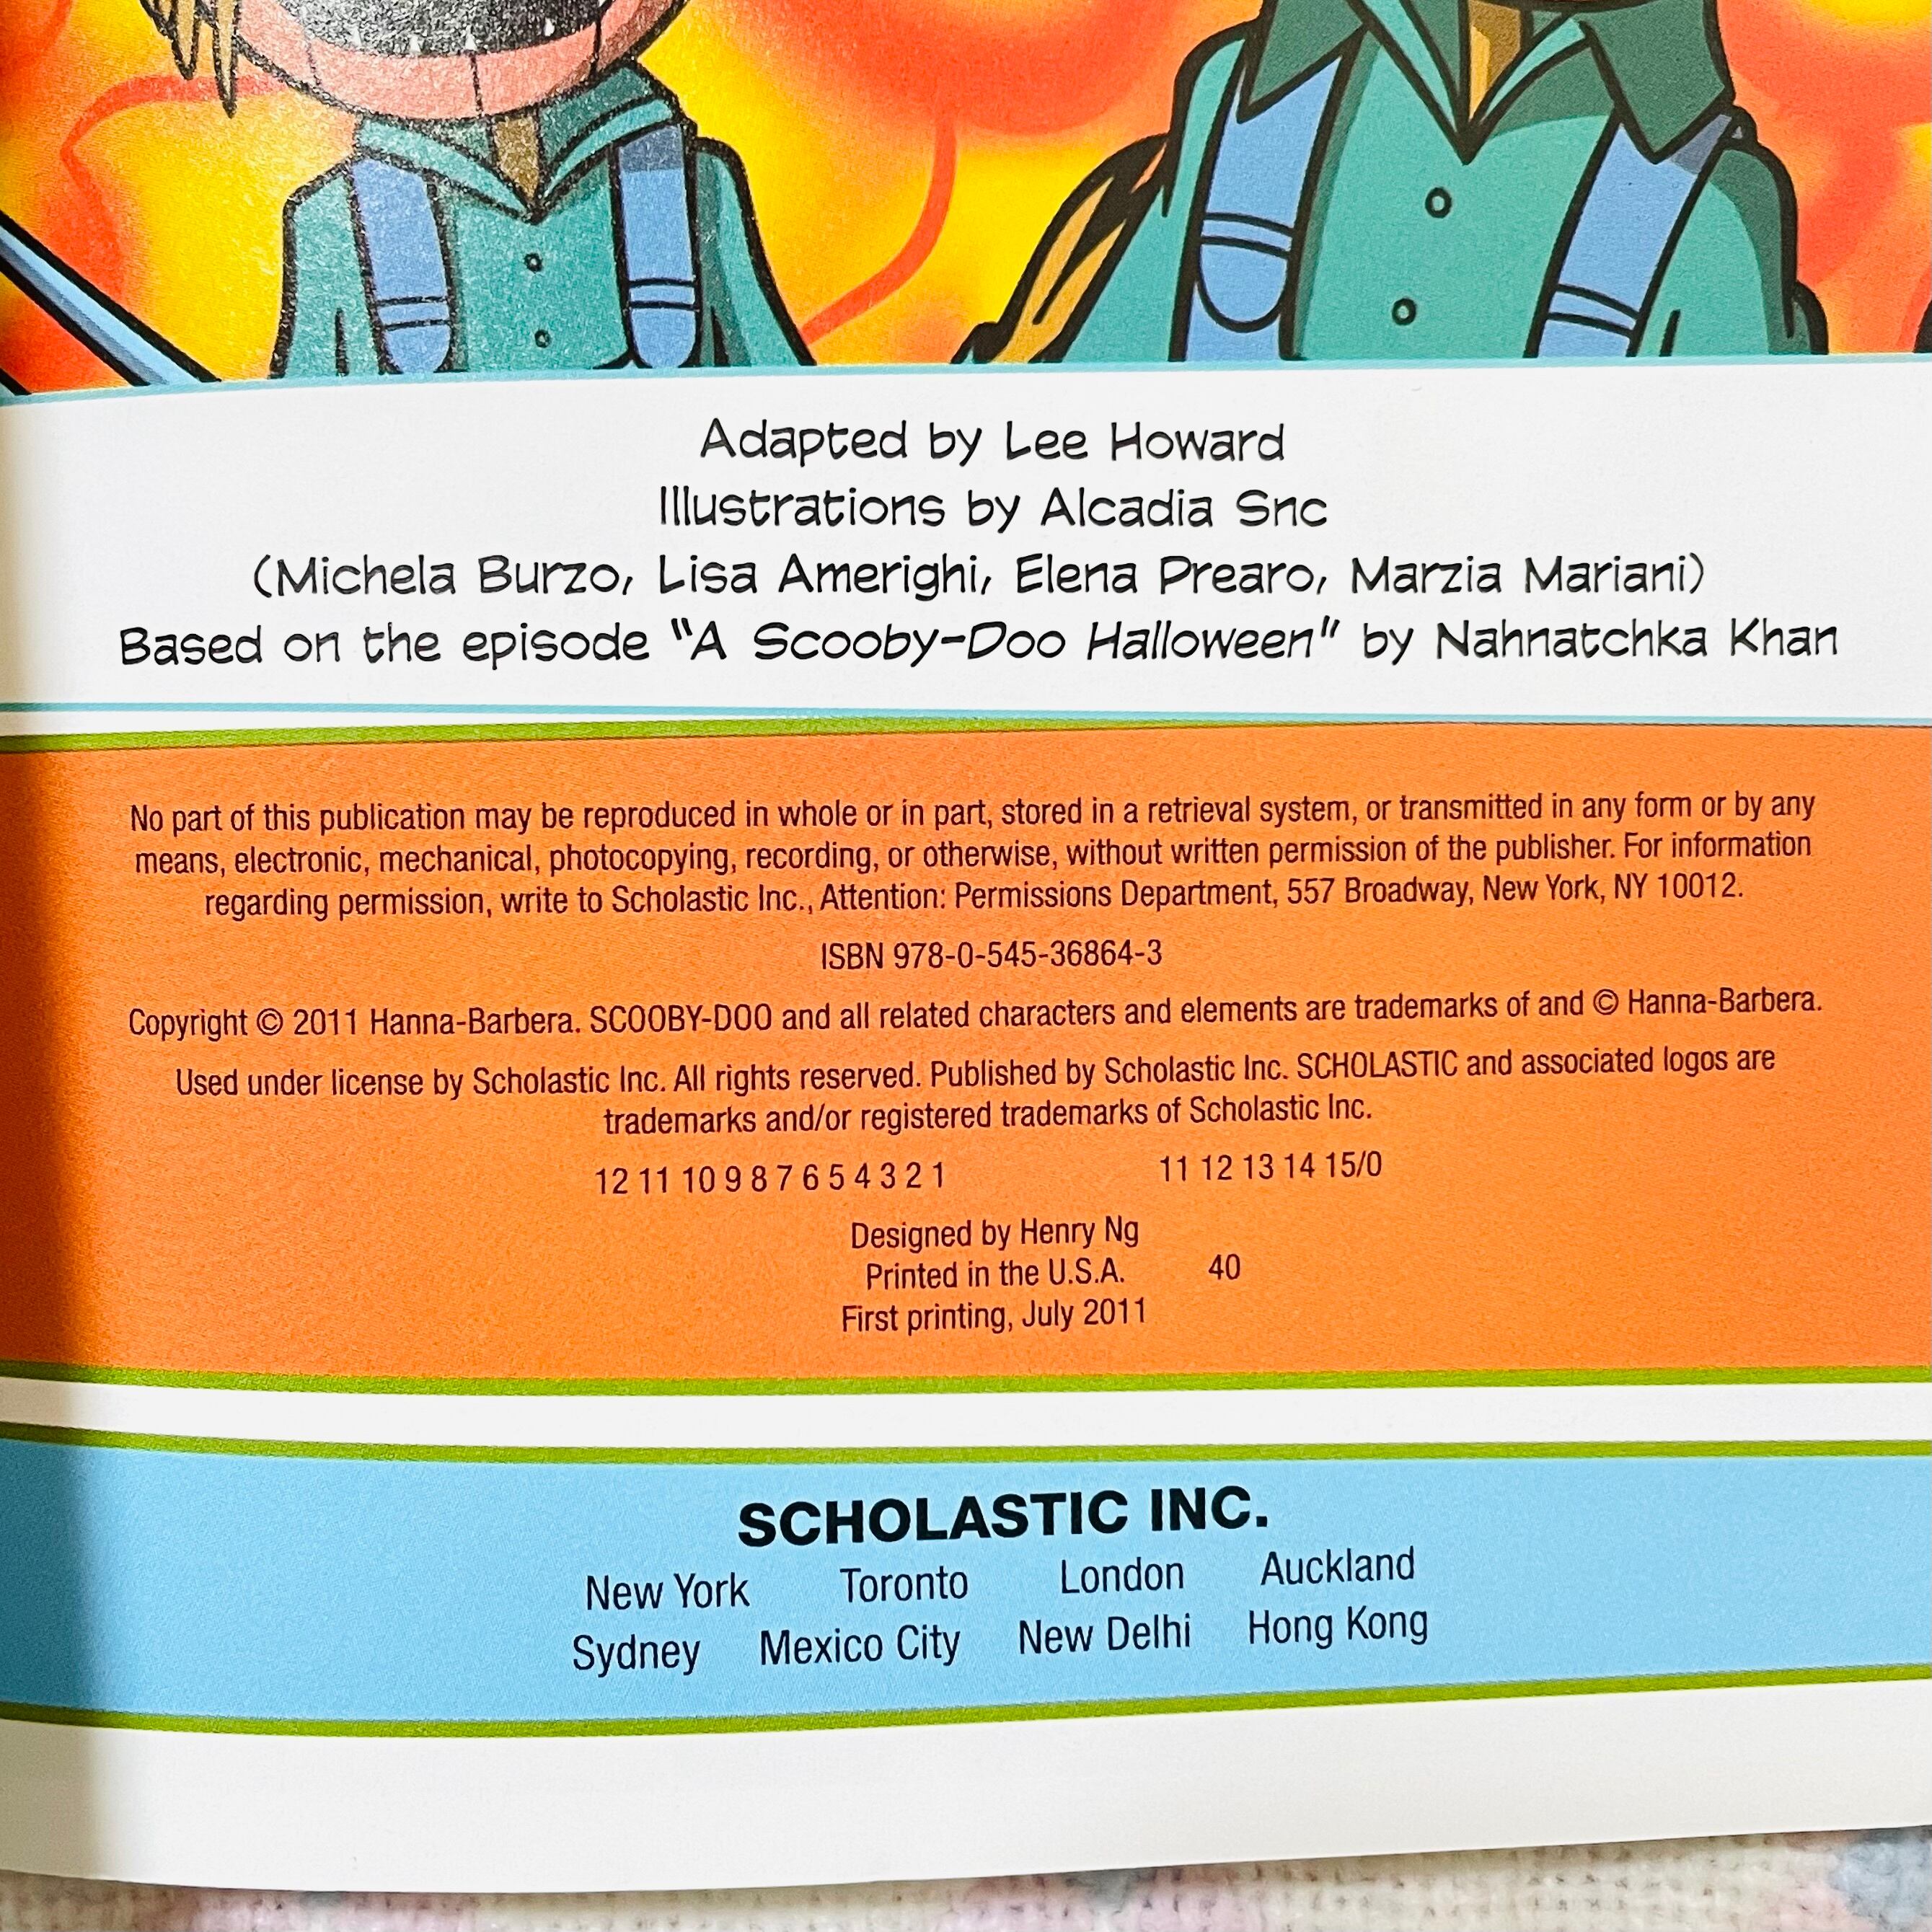 Adapted by Lee Howard
Illustrations by Alcadia Snc
(Michela Burzo, Lisa Amerighi, Elena Prearo, Marzia Mariani)
Based on the episode "A Scooby-Doo Halloween" by Nahnatchka Khan
No part of this publication may be reproduced in whole or in part, stored in a retrieval system, or transmitted in any form or by any
means, electronic, mechanical, photocopying, recording, or otherwise, without written permission of the publisher. For information
regarding permission, write to Scholastic Inc., Attention: Permissions Department, 557 Broadway, New York, NY 10012.
ISBN 978-0-545-36864-3
Copyright © 2011 Hanna-Barbera. SCOOBY-DOO and all related characters and elements are trademarks of and © Hanna-Barbera.
Used under license by Scholastic Inc. All rights reserved. Published by Scholastic Inc. SCHOLASTIC and associated logos are
trademarks and/or registered trademarks of Scholastic Inc.
12 11 10 9 8 7 6 5 4 3 2 1 11 12 13 14 15/0
Designed by Henry Ng
Printed in the U.S.A. 40
First printing, July 2011
SCHOLASTIC INC.
New York Toronto London Auckland
Sydney Mexico City New Delhi Hong Kong